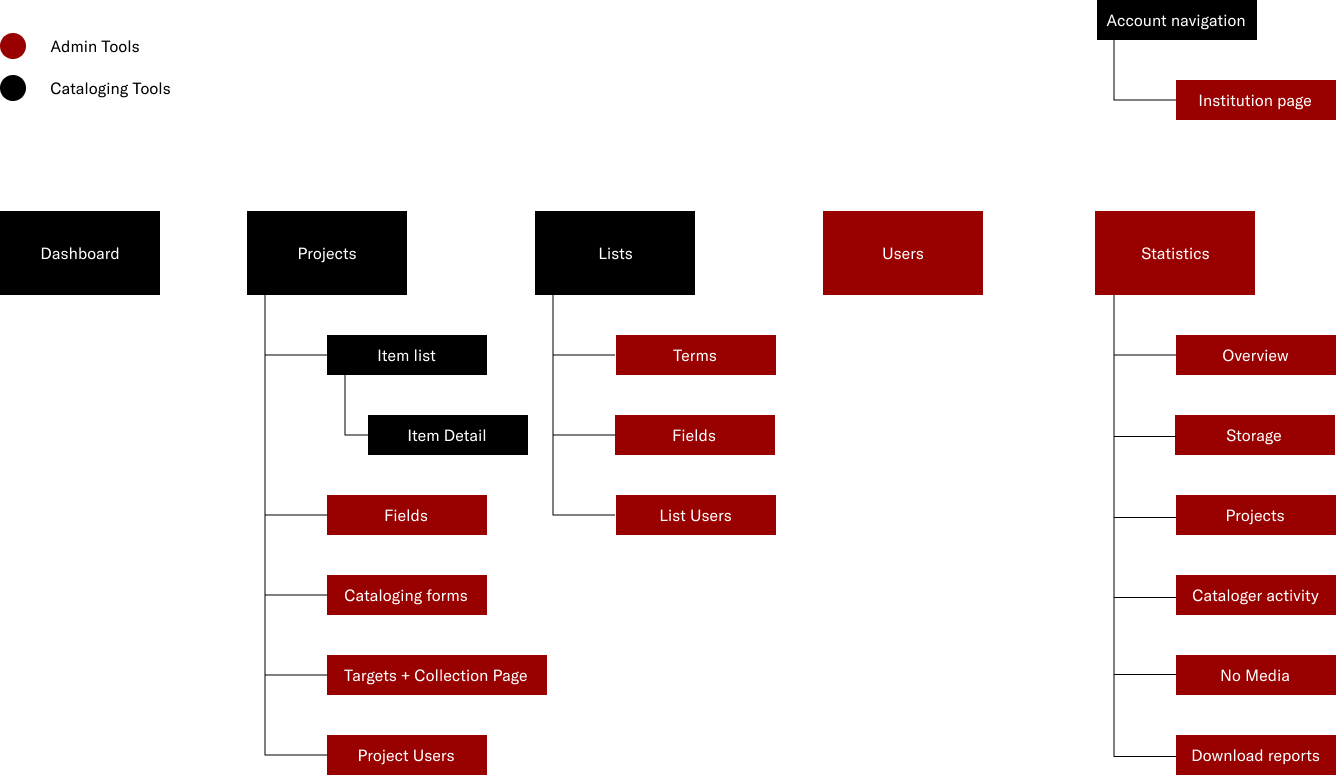 Account navigation
Admin Tools
Cataloging Tools
Institution page
Dashboard
Projects
Lists
Users
Statistics
Item list
Item Detail
Fields
Cataloging forms
Targets + Collection Page
Project Users
Terms
Fields
List Users
Overview
Storage
Projects
Cataloger activity
No Media
Download reports